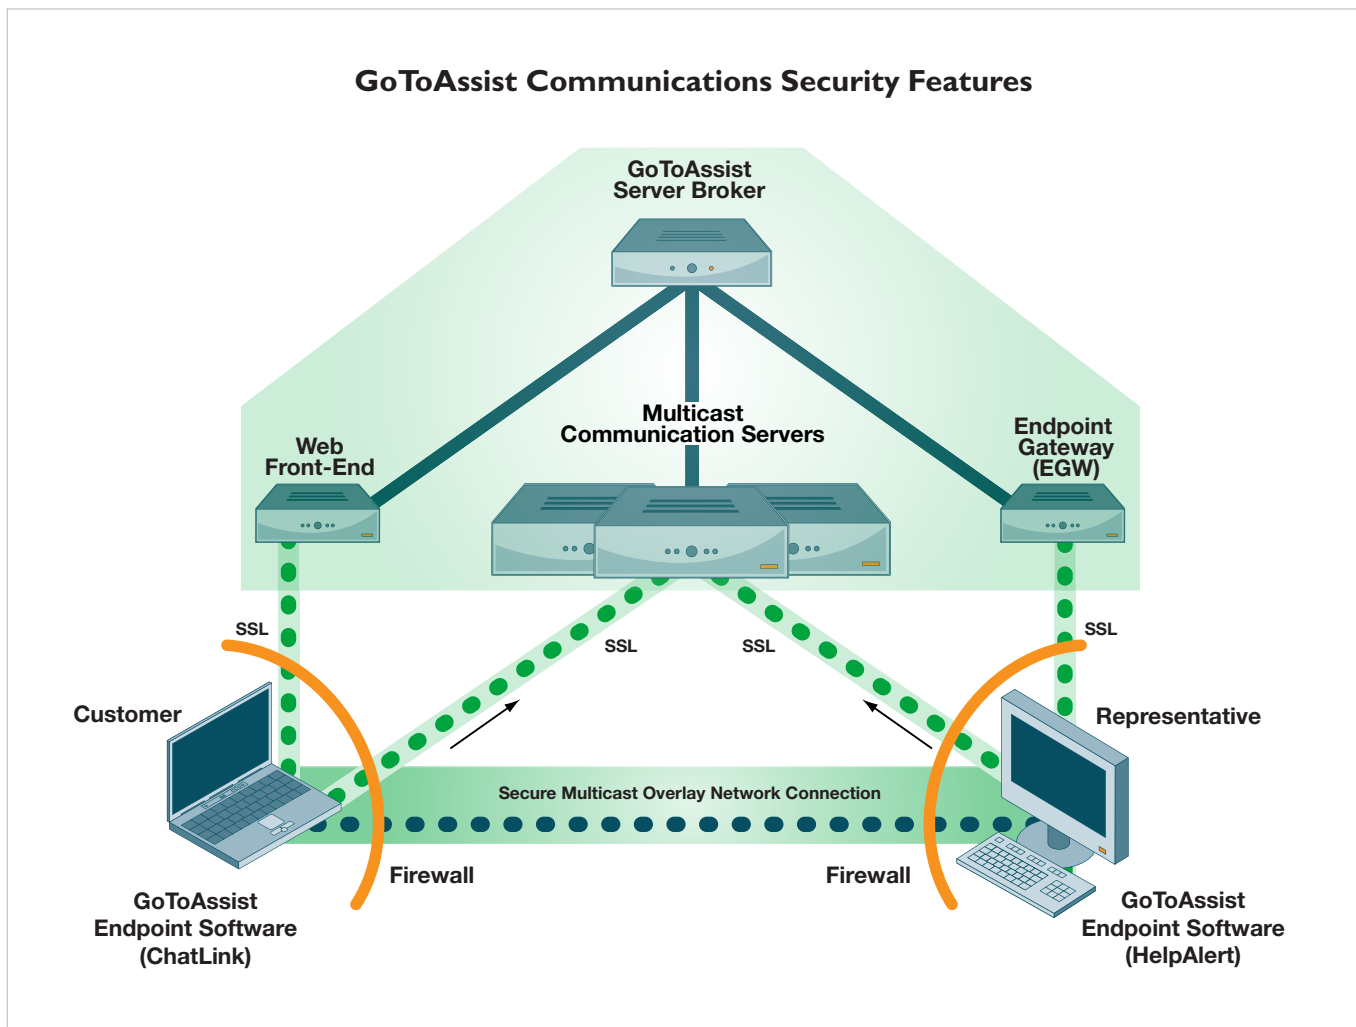 GoToAssist Communications Security Features
GoToAssist
Server Broker
Multicast
Communication Servers
Web
Front-End
Endpoint
Gateway
(EGW)
SSL
SSL
SSL
SSL
Customer
Representative
Secure Multicast Overlay Network Connection
Firewall
Firewall
GoToAssist
Endpoint Software
(ChatLink)
GoToAssist
Endpoint Software
(HelpAlert)